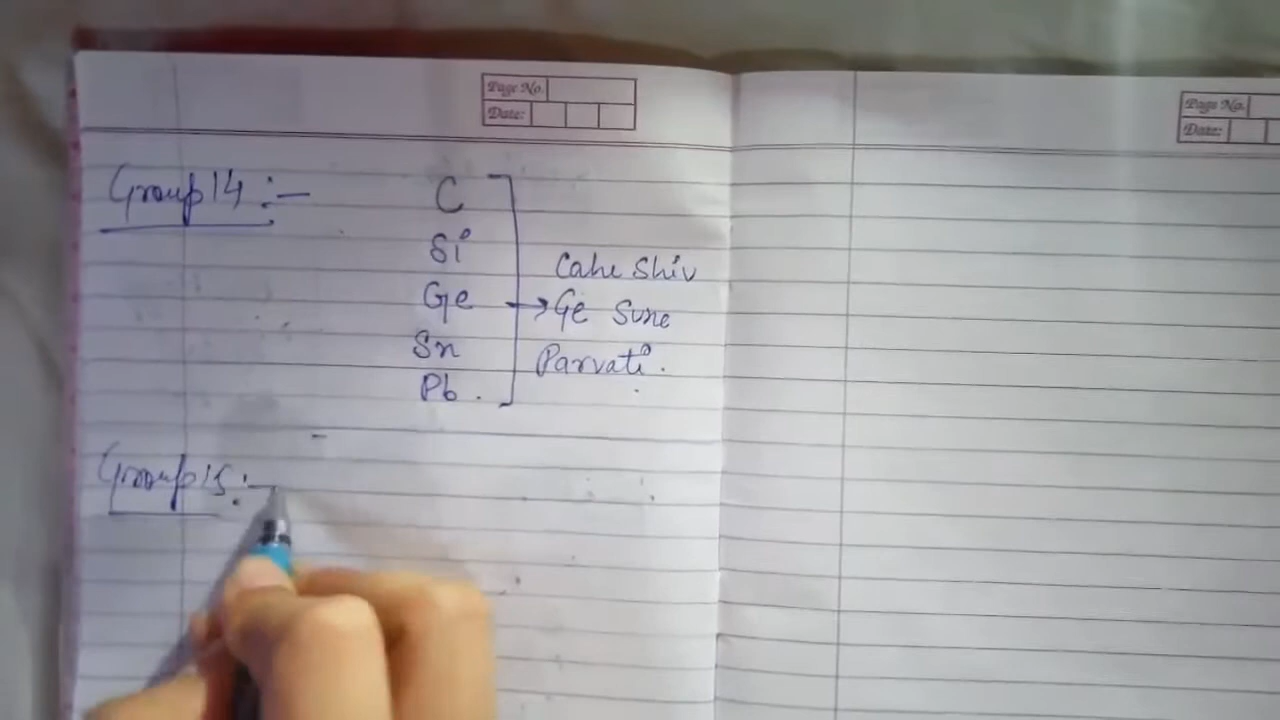 Page No.
Date:
Page No.
Date:
Group 14 :-
C
Si
Ge
Sn
Pb .
Cahe Shiv
→ Ge Sune
Parvati .
Group 15 :-